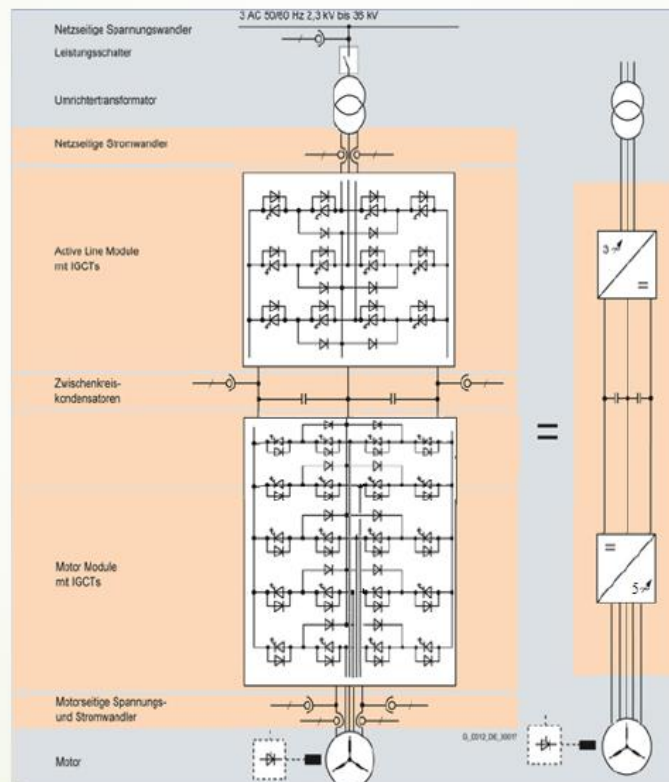 3 AC 50/60 Hz 2,3 kV bis 36 kV
Netzseitige Spannungswandler
Leistungsschalter
Umrichtertransformator
Netzseitige Stromwandler
Active Line Module
mit IGCTs
3
=
Zwischenkreis-
kondensatoren
=
Motor Module
mit IGCTs
=
5
Motorseitige Spannungs-
und Stromwandler
Motor